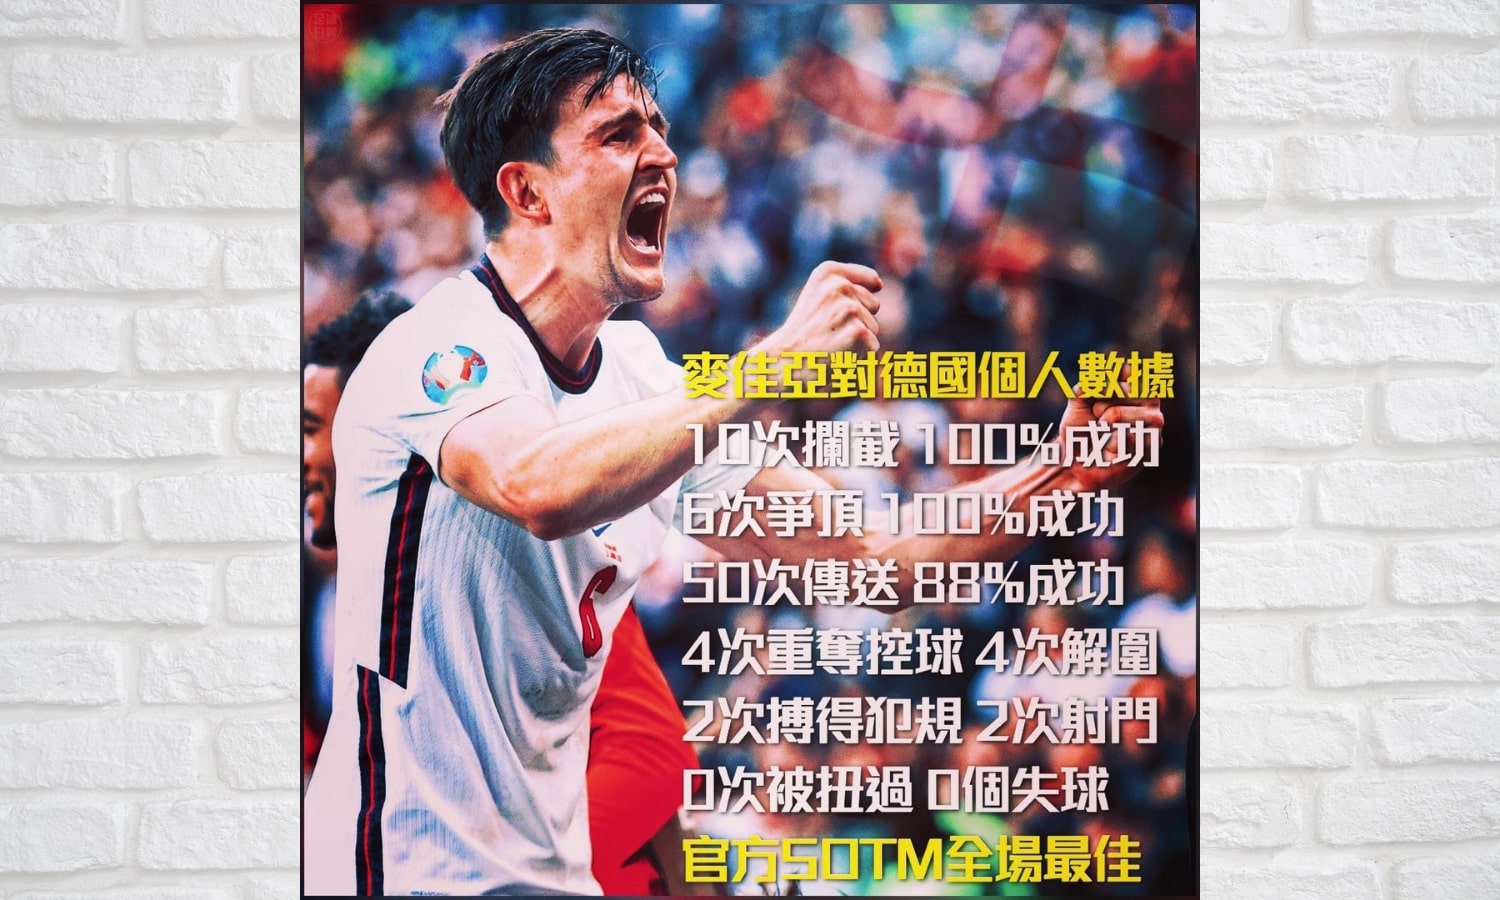 麥佳亞對德國個人數據
10次攔截 100%成功
6次爭頂 100%成功
50次傳送 88%成功
4次重奪控球 4次解圍
2次搏得犯規 2次射門
0次被扭過 0個失球
官方SOTM全場最佳
6